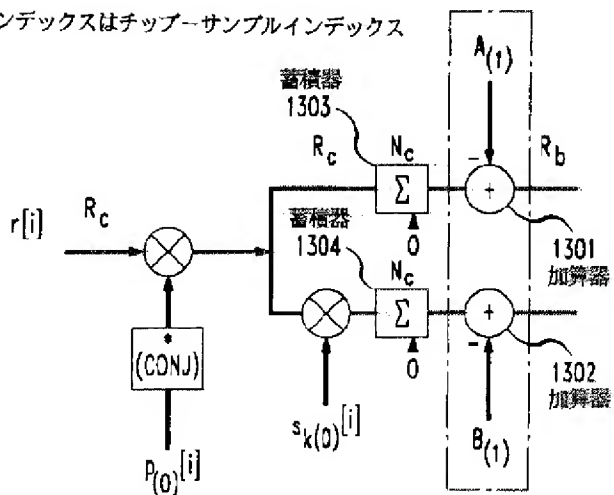 ンデックスはチップーサンプルインデックス
A(1)
蓄積器
1303
R_c
N_c
R_b
Σ
-
+
r[i]
R_c
蓄積器
1304
0
1301
加算器
N_c
*
(CONJ)
Σ
+
-
0
1302
加算器
s_k(0)[i]
p_(0)[i]
B(1)